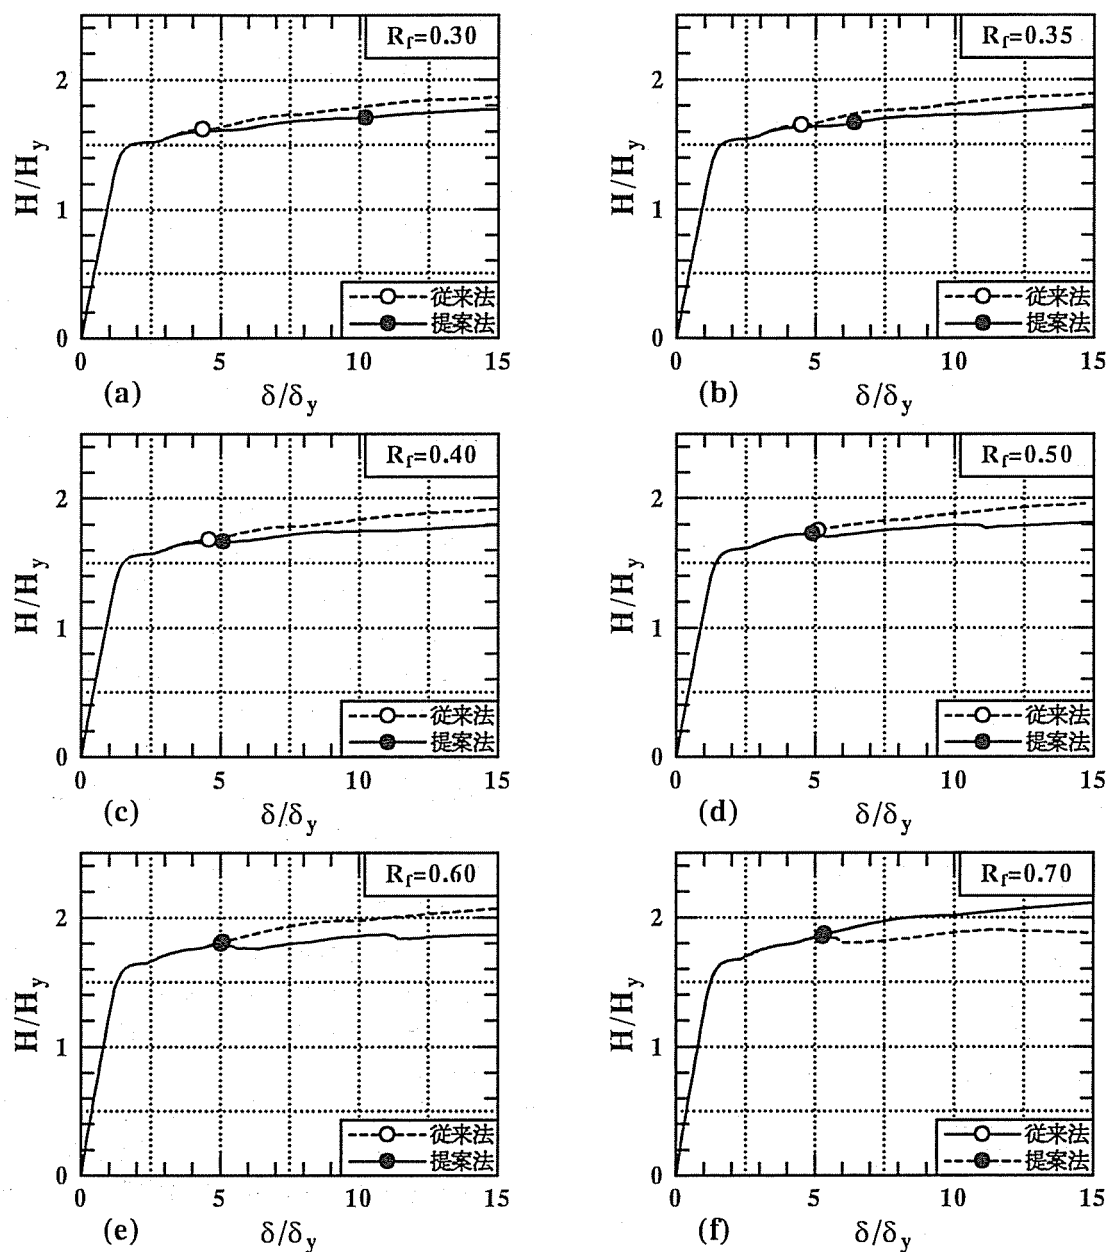 R_f=0.30
2
1
0
H/H_y
従来法
提案法
0 5 10 15
(a) δ/δ_y
R_f=0.35
2
1
0
H/H_y
従来法
提案法
0 5 10 15
(b) δ/δ_y
R_f=0.40
2
1
0
H/H_y
従来法
提案法
0 5 10 15
(c) δ/δ_y
R_f=0.50
2
1
0
H/H_y
従来法
提案法
0 5 10 15
(d) δ/δ_y
R_f=0.60
2
1
0
H/H_y
従来法
提案法
0 5 10 15
(e) δ/δ_y
R_f=0.70
2
1
0
H/H_y
従来法
提案法
0 5 10 15
(f) δ/δ_y